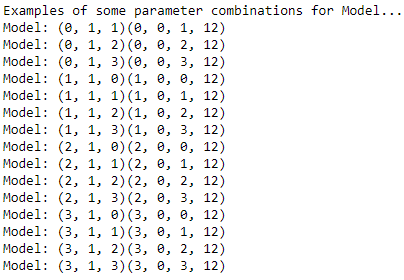 Examples of some parameter combinations for Model...
Model: (0, 1, 1)(0, 0, 1, 12)
Model: (0, 1, 2)(0, 0, 2, 12)
Model: (0, 1, 3)(0, 0, 3, 12)
Model: (1, 1, 0)(1, 0, 0, 12)
Model: (1, 1, 1)(1, 0, 1, 12)
Model: (1, 1, 2)(1, 0, 2, 12)
Model: (1, 1, 3)(1, 0, 3, 12)
Model: (2, 1, 0)(2, 0, 0, 12)
Model: (2, 1, 1)(2, 0, 1, 12)
Model: (2, 1, 2)(2, 0, 2, 12)
Model: (2, 1, 3)(2, 0, 3, 12)
Model: (3, 1, 0)(3, 0, 0, 12)
Model: (3, 1, 1)(3, 0, 1, 12)
Model: (3, 1, 2)(3, 0, 2, 12)
Model: (3, 1, 3)(3, 0, 3, 12)